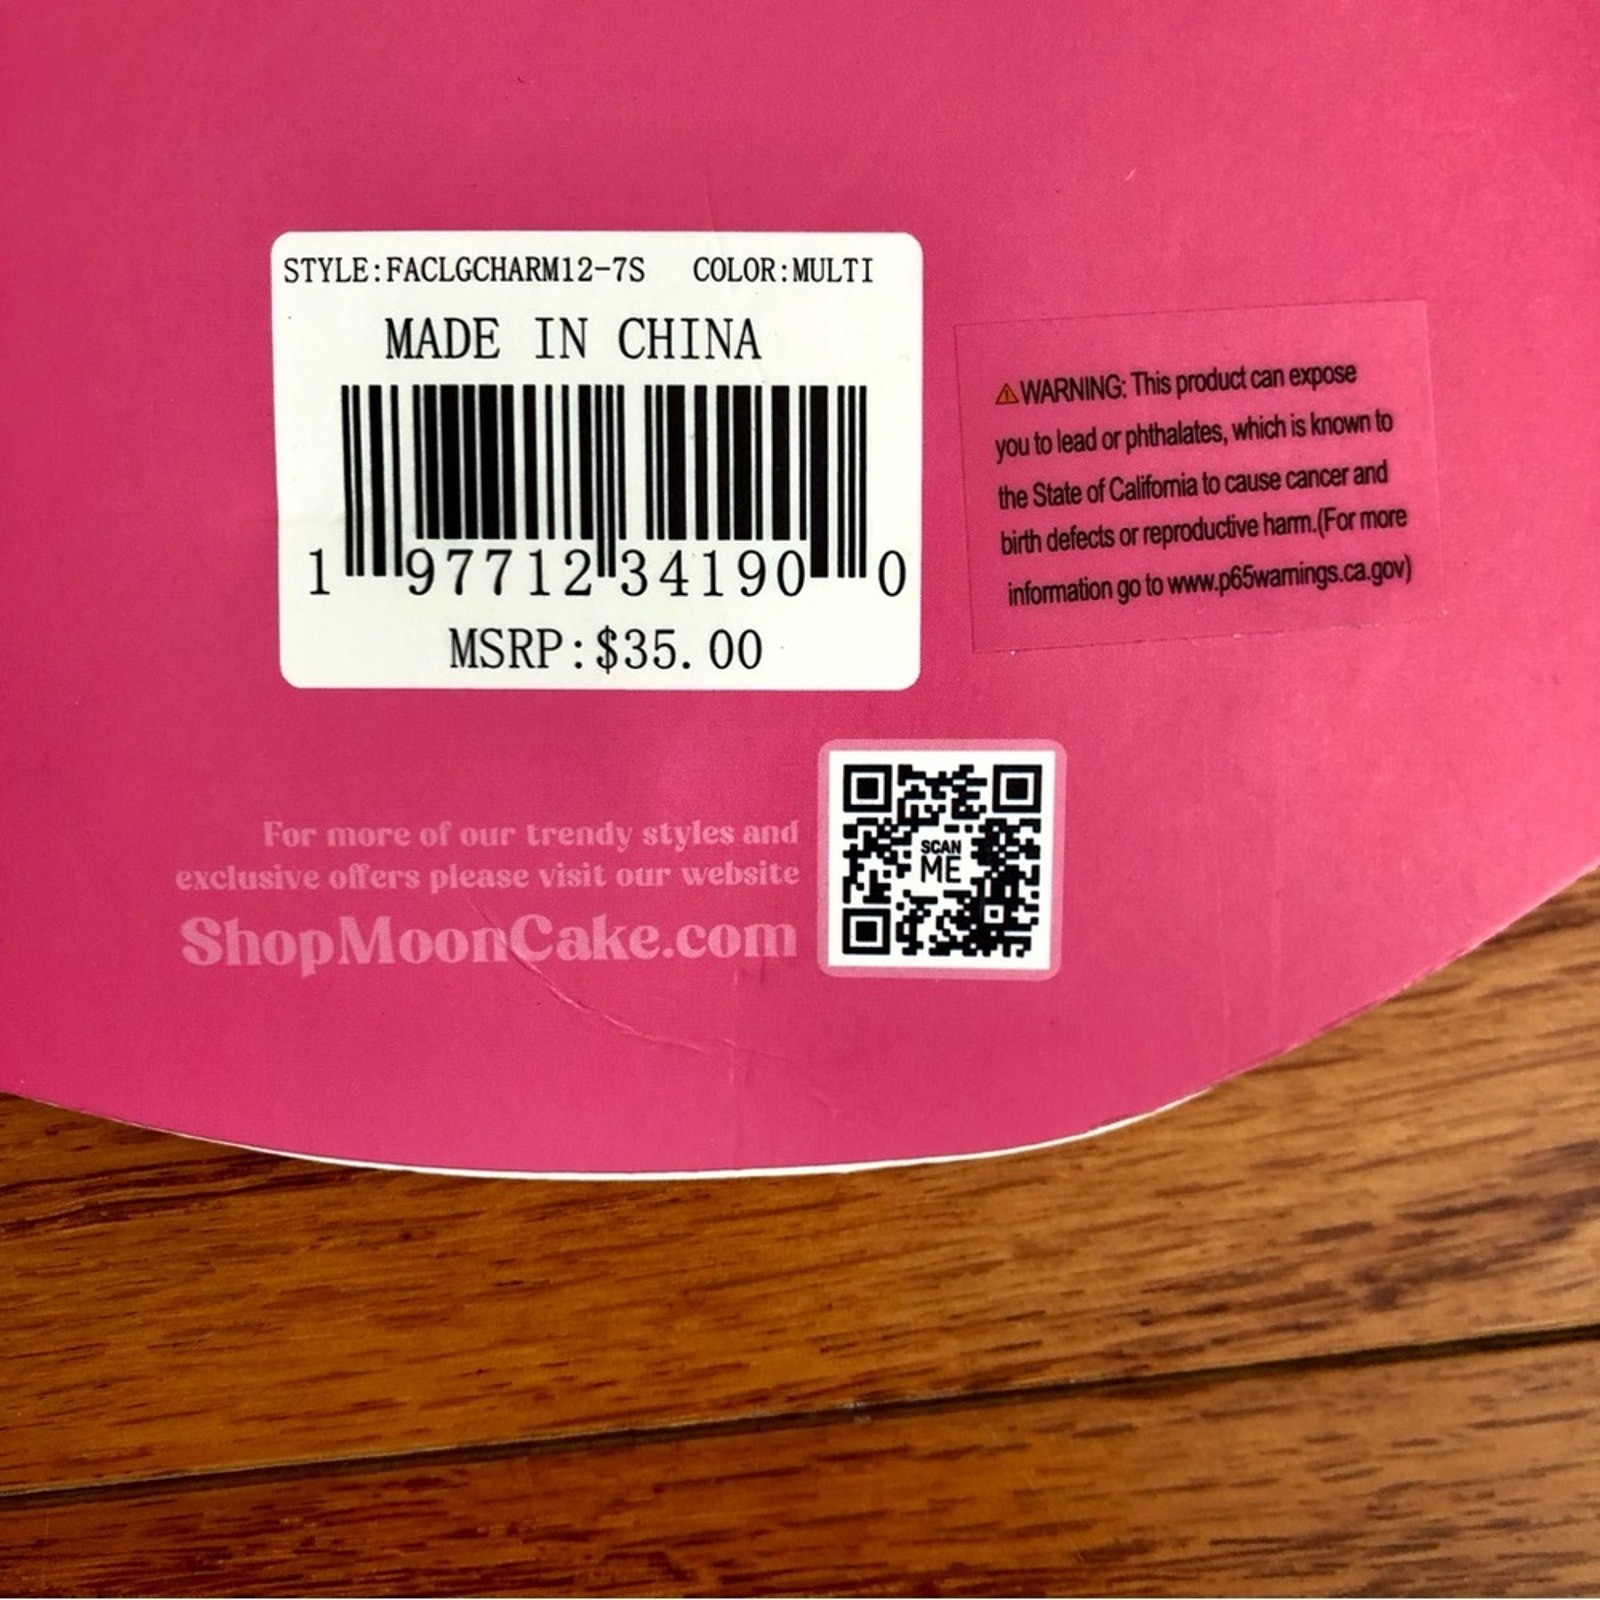 STYLE:FACLGCHARM12-7S COLOR:MULTI
MADE IN CHINA
1 97712 34190 0
MSRP:$35.00
⚠WARNING: This product can expose
you to lead or phthalates, which is known to
the State of California to cause cancer and
birth defects or reproductive harm.(For more
information go to www.p65warnings.ca.gov)
For more of our trendy styles and
exclusive offers please visit our website
ShopMoonCake.com
SCAN
ME